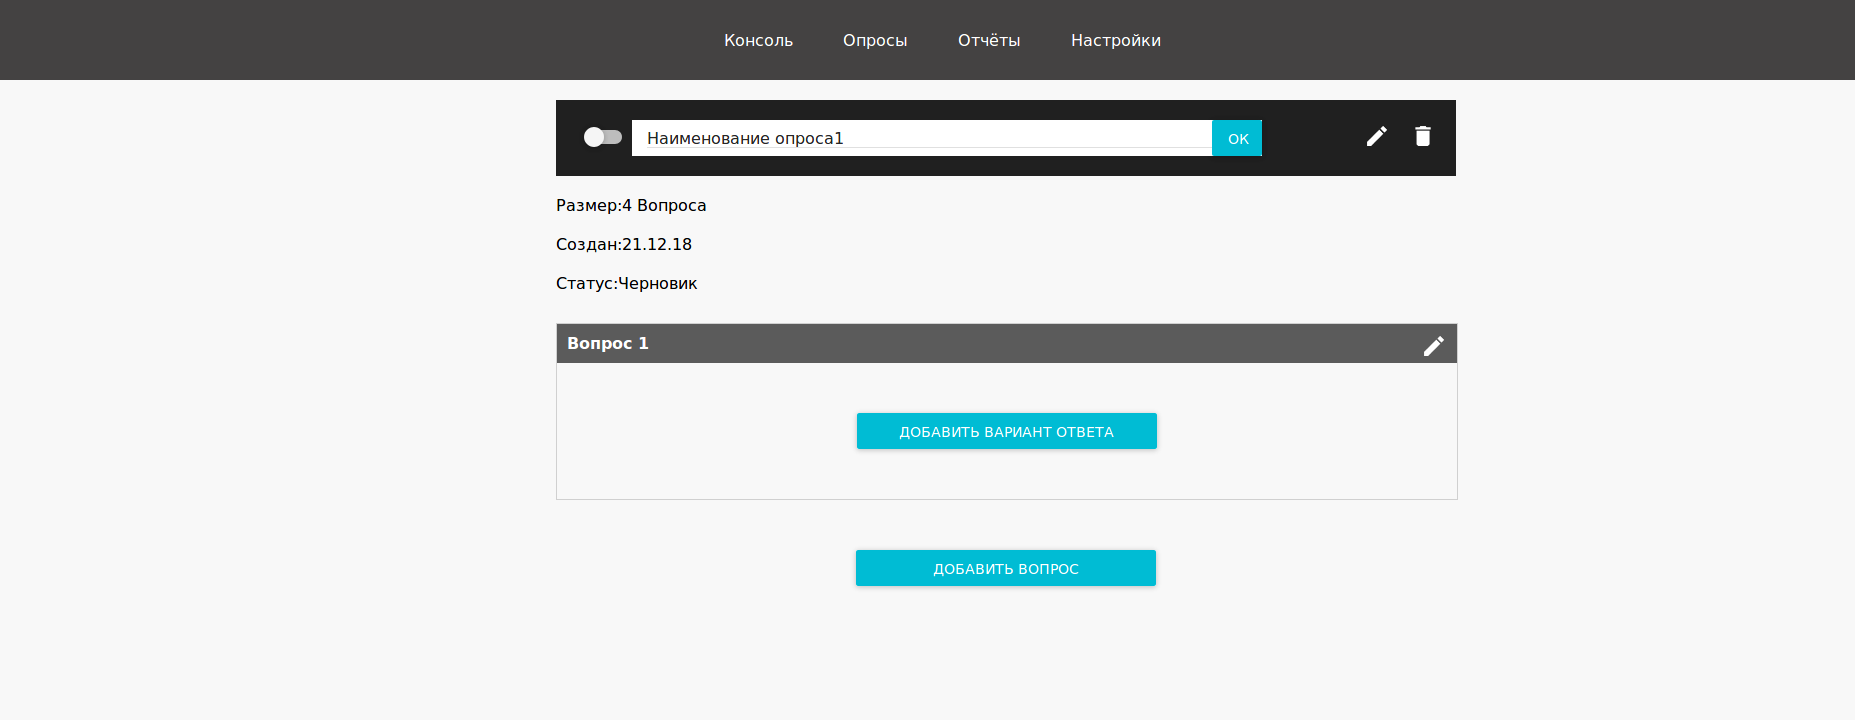 Консоль Опросы Отчёты Настройки
Наименование опроса1 ОК
Размер:4 Вопроса
Создан:21.12.18
Статус:Черновик
Вопрос 1
ДОБАВИТЬ ВАРИАНТ ОТВЕТА
ДОБАВИТЬ ВОПРОС